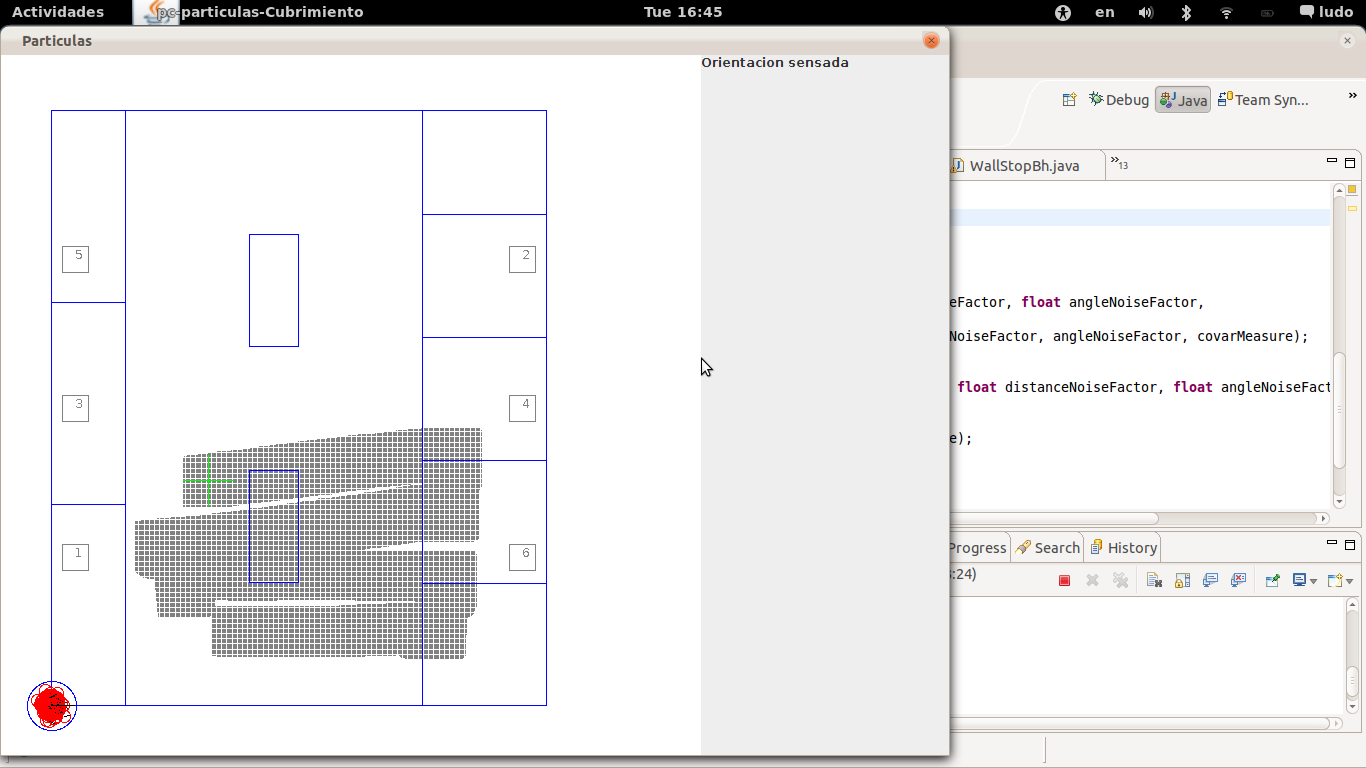 Actividades
pc-particulas-Cubrimiento
Tue 16:45
en
ludo
Particulas
Orientacion sensada
Debug
Java
Team Syn...
»
WallStopBh.java
»13
5
2
eFactor, float angleNoiseFactor,
NoiseFactor, angleNoiseFactor, covarMeasure);
float distanceNoiseFactor, float angleNoiseFact
3
4
e);
1
6
Progress
Search
History
:24)